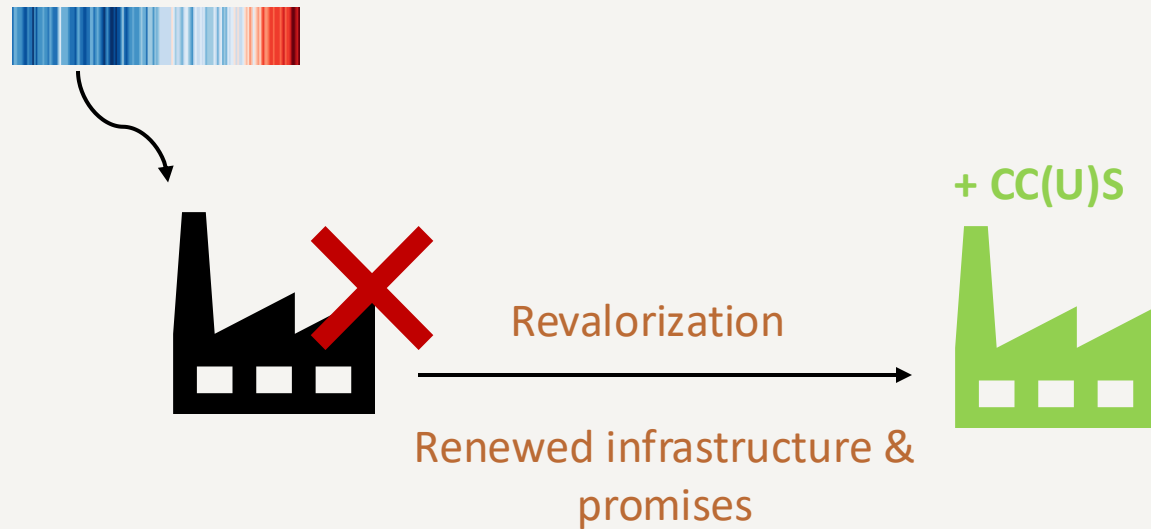 + CC(U)S
Revalorization
Renewed infrastructure &
promises